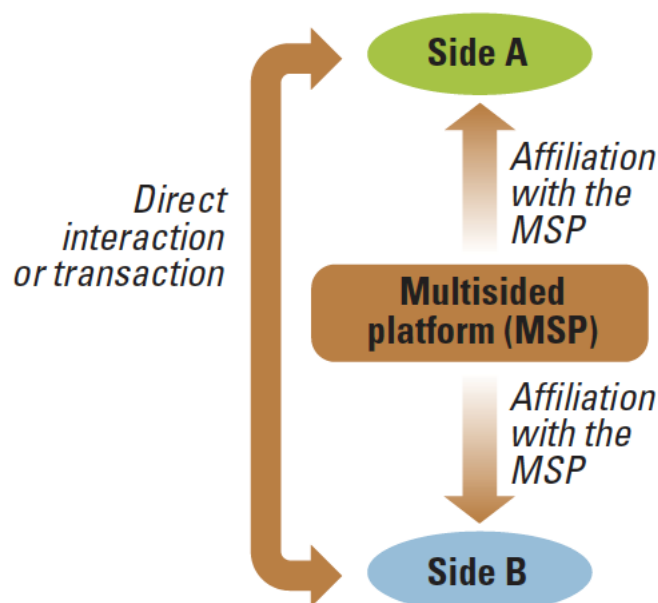 Side A
Affiliation
with the
MSP
Direct
interaction
or transaction
Multisided
platform (MSP)
Affiliation
with the
MSP
Side B